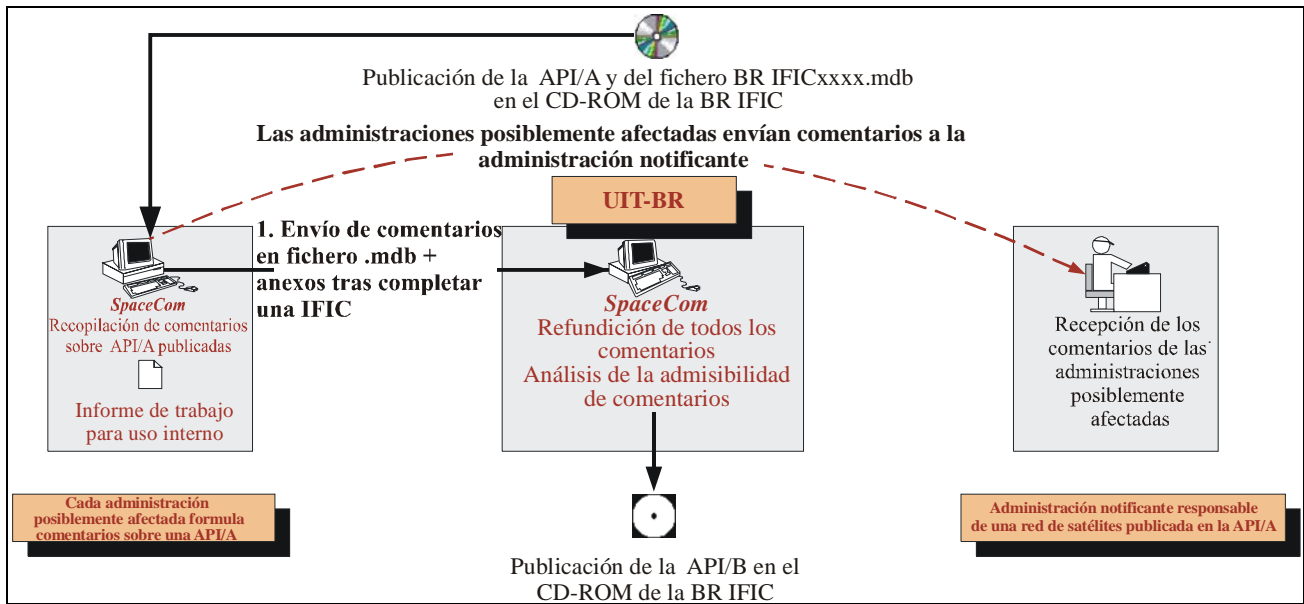 Publicación de la API/A y del fichero BR IFICxxxx.mdb
en el CD-ROM de la BR IFIC
Las administraciones posiblemente afectadas envían comentarios a la
administración notificante
UIT-BR
1. Envío de comentarios
en fichero .mdb +
anexos tras completar
una IFIC
SpaceCom
Recopilación de comentarios
sobre API/A publicadas
Informe de trabajo
para uso interno
SpaceCom
Refundición de todos los
comentarios
Análisis de la admisibilidad
de comentarios
Recepción de los
comentarios de las
administraciones
posiblemente
afectadas
Cada administración
posiblemente afectada formula
comentarios sobre una API/A
Administración notificante responsable
de una red de satélites publicada en la API/A
Publicación de la API/B en el
CD-ROM de la BR IFIC